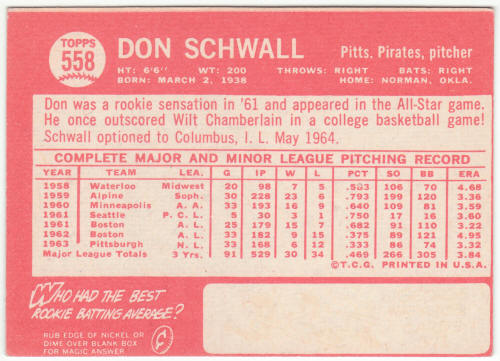 TOPPS
558
DON SCHWALL Pitts. Pirates, pitcher
HT: 6'6" WT: 200 THROWS: RIGHT BATS: RIGHT
BORN: MARCH 2, 1938 HOME: NORMAN, OKLA.
Don was a rookie sensation in '61 and appeared in the All-Star game.
He once outscored Wilt Chamberlain in a college basketball game!
Schwall optioned to Columbus, I. L. May 1964.
COMPLETE MAJOR AND MINOR LEAGUE PITCHING RECORD
YEAR TEAM LEA. G IP W L PCT SO BB ERA
1958 Waterloo Midwest 20 98 7 5 .583 106 70 4.68
1959 Alpine Soph. 30 228 23 6 .793 199 120 3.36
1960 Minneapolis A. A. 33 193 16 9 .640 81 59 3.59
1961 Seattle P. C. L. 5 30 3 1 .750 17 16 3.60
1961 Boston A. L. 25 179 15 7 .682 91 110 3.22
1962 Boston A. L. 33 182 9 15 .375 89 121 4.95
1963 Pittsburgh N. L. 33 168 6 12 .333 86 74 3.32
Major League Totals 3 Yrs. 91 529 30 34 .469 266 305 3.84
©T.C.G. PRINTED IN U.S.A.
WHO HAD THE BEST
ROOKIE BATTING AVERAGE?
RUB EDGE OF NICKEL OR
DIME OVER BLANK BOX
FOR MAGIC ANSWER